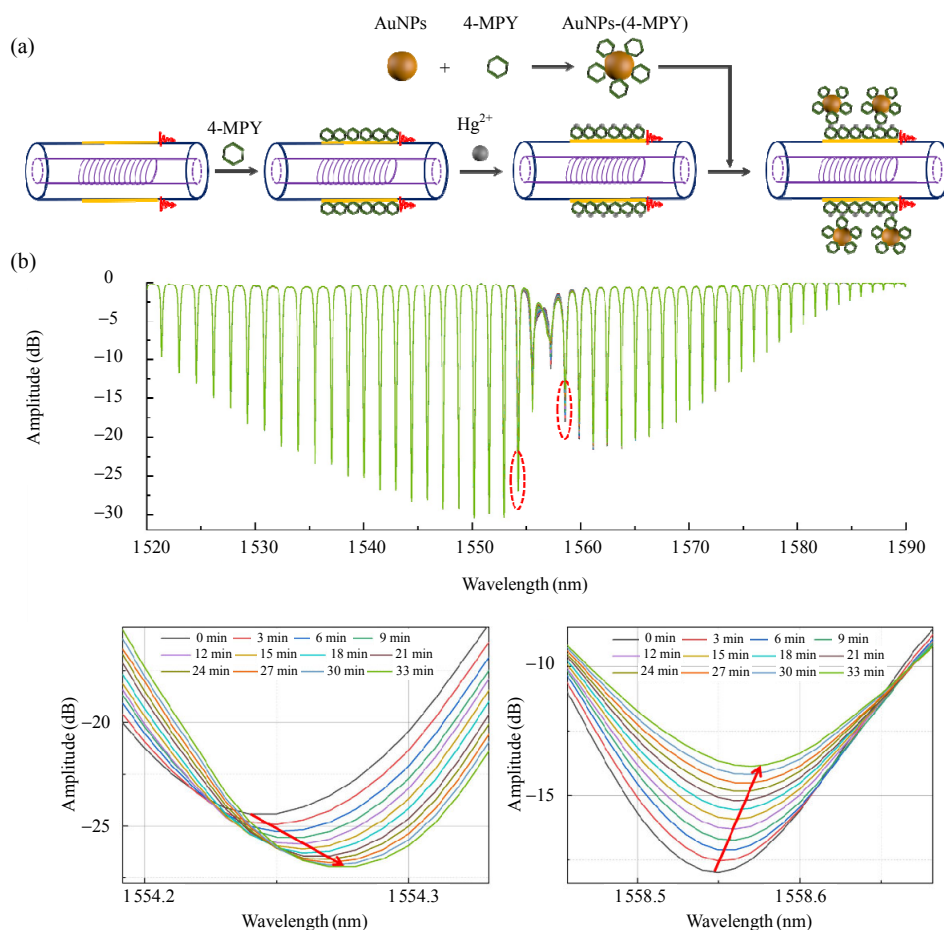 (a)
AuNPs 4-MPY AuNPs-(4-MPY)
+
4-MPY
Hg2+
(b)
0
−5
−10
−15
−20
−25
−30
Amplitude (dB)
1 520 1 530 1 540 1 550 1 560 1 570 1 580 1 590
Wavelength (nm)
0 min 3 min 6 min 9 min
12 min 15 min 18 min 21 min
24 min 27 min 30 min 33 min
−20
−25
Amplitude (dB)
1 554.2 1 554.3
Wavelength (nm)
0 min 3 min 6 min 9 min
12 min 15 min 18 min 21 min
24 min 27 min 30 min 33 min
−10
−15
Amplitude (dB)
1 558.5 1 558.6
Wavelength (nm)